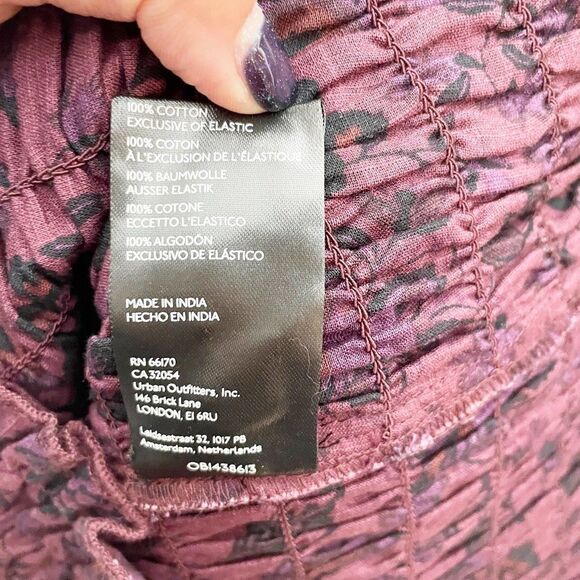 100% COTTON
EXCLUSIVE OF ELASTIC
100% COTON
À L'EXCLUSION DE L'ÉLASTIQUE
100% BAUMWOLLE
AUSSER ELASTIK
100% COTONE
ECCETTO L'ELASTICO
100% ALGODÓN
EXCLUSIVO DE ELÁSTICO
MADE IN INDIA
HECHO EN INDIA
RN 66170
CA 32054
Urban Outfitters, Inc.
146 Brick Lane
LONDON, E1 6RU
Leidsestraat 32, 1017 PB
Amsterdam, Netherlands
OB1438613